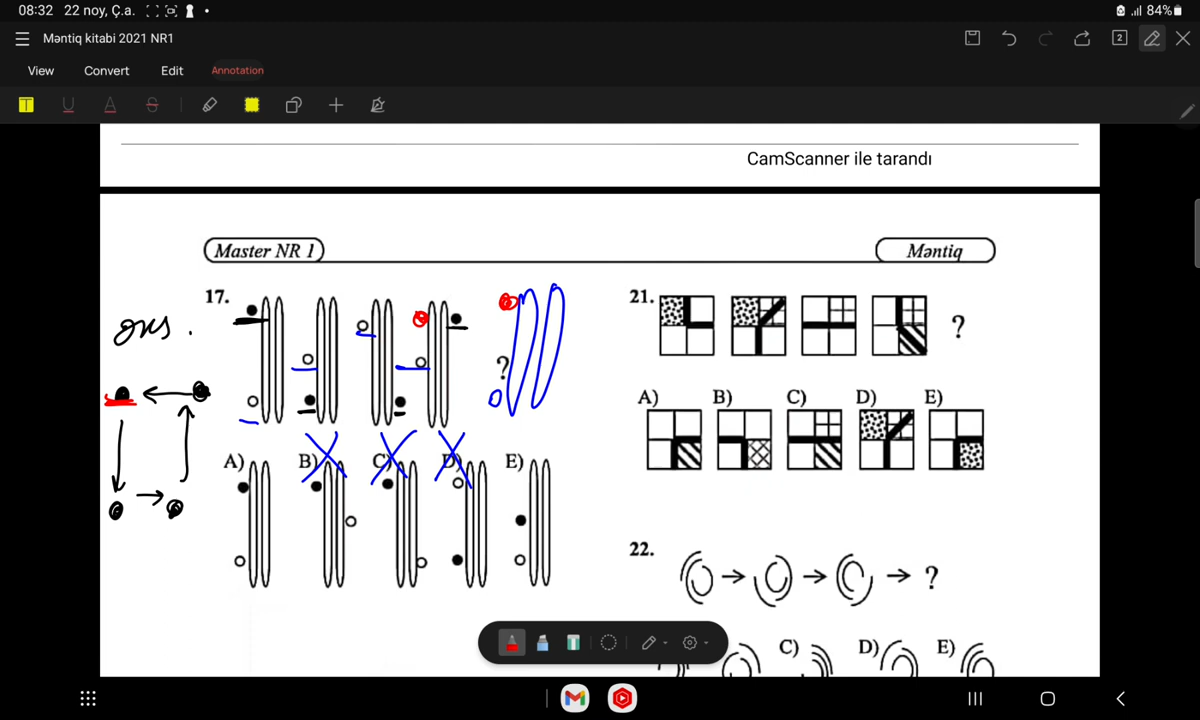 08:32 22 noy, Ç.a. 84%
Məntiq kitabi 2021 NR1 2
View Convert Edit Annotation
T U A S
CamScanner ile tarandı
Master NR 1 Məntiq
17.
?
A) B) C) D) E)
21.
?
A) B) C) D) E)
22.
?
C) D) E)